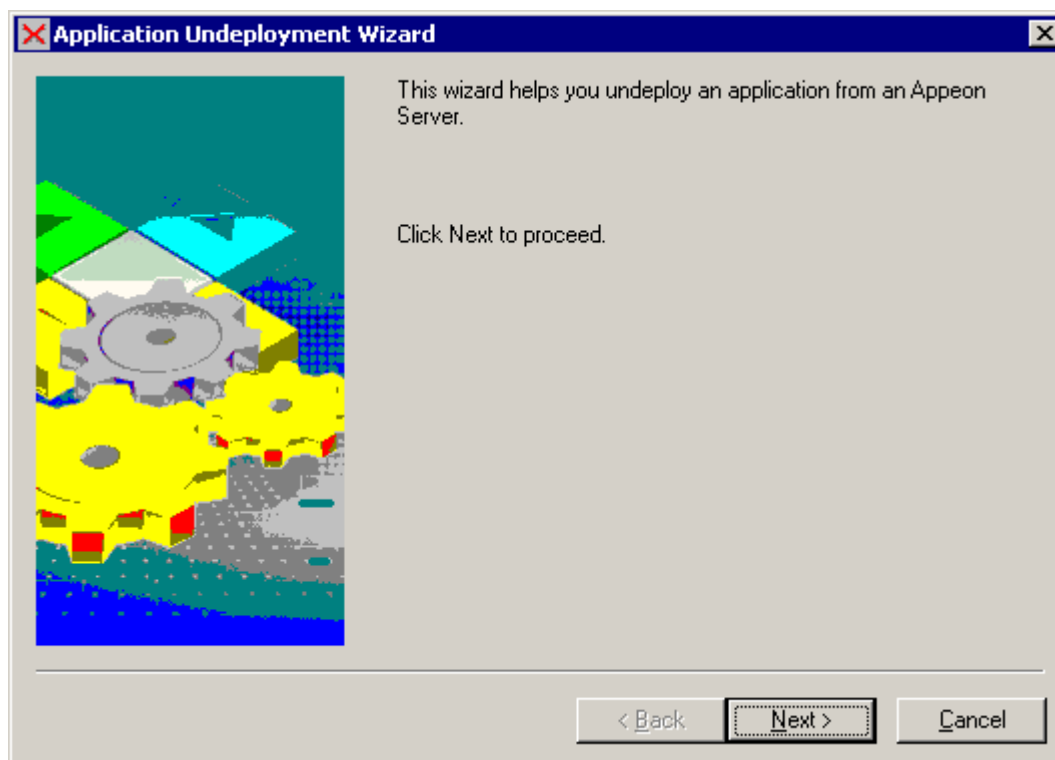 Application Undeployment Wizard
This wizard helps you undeploy an application from an Appeon
Server.
Click Next to proceed.
< Back
Next >
Cancel